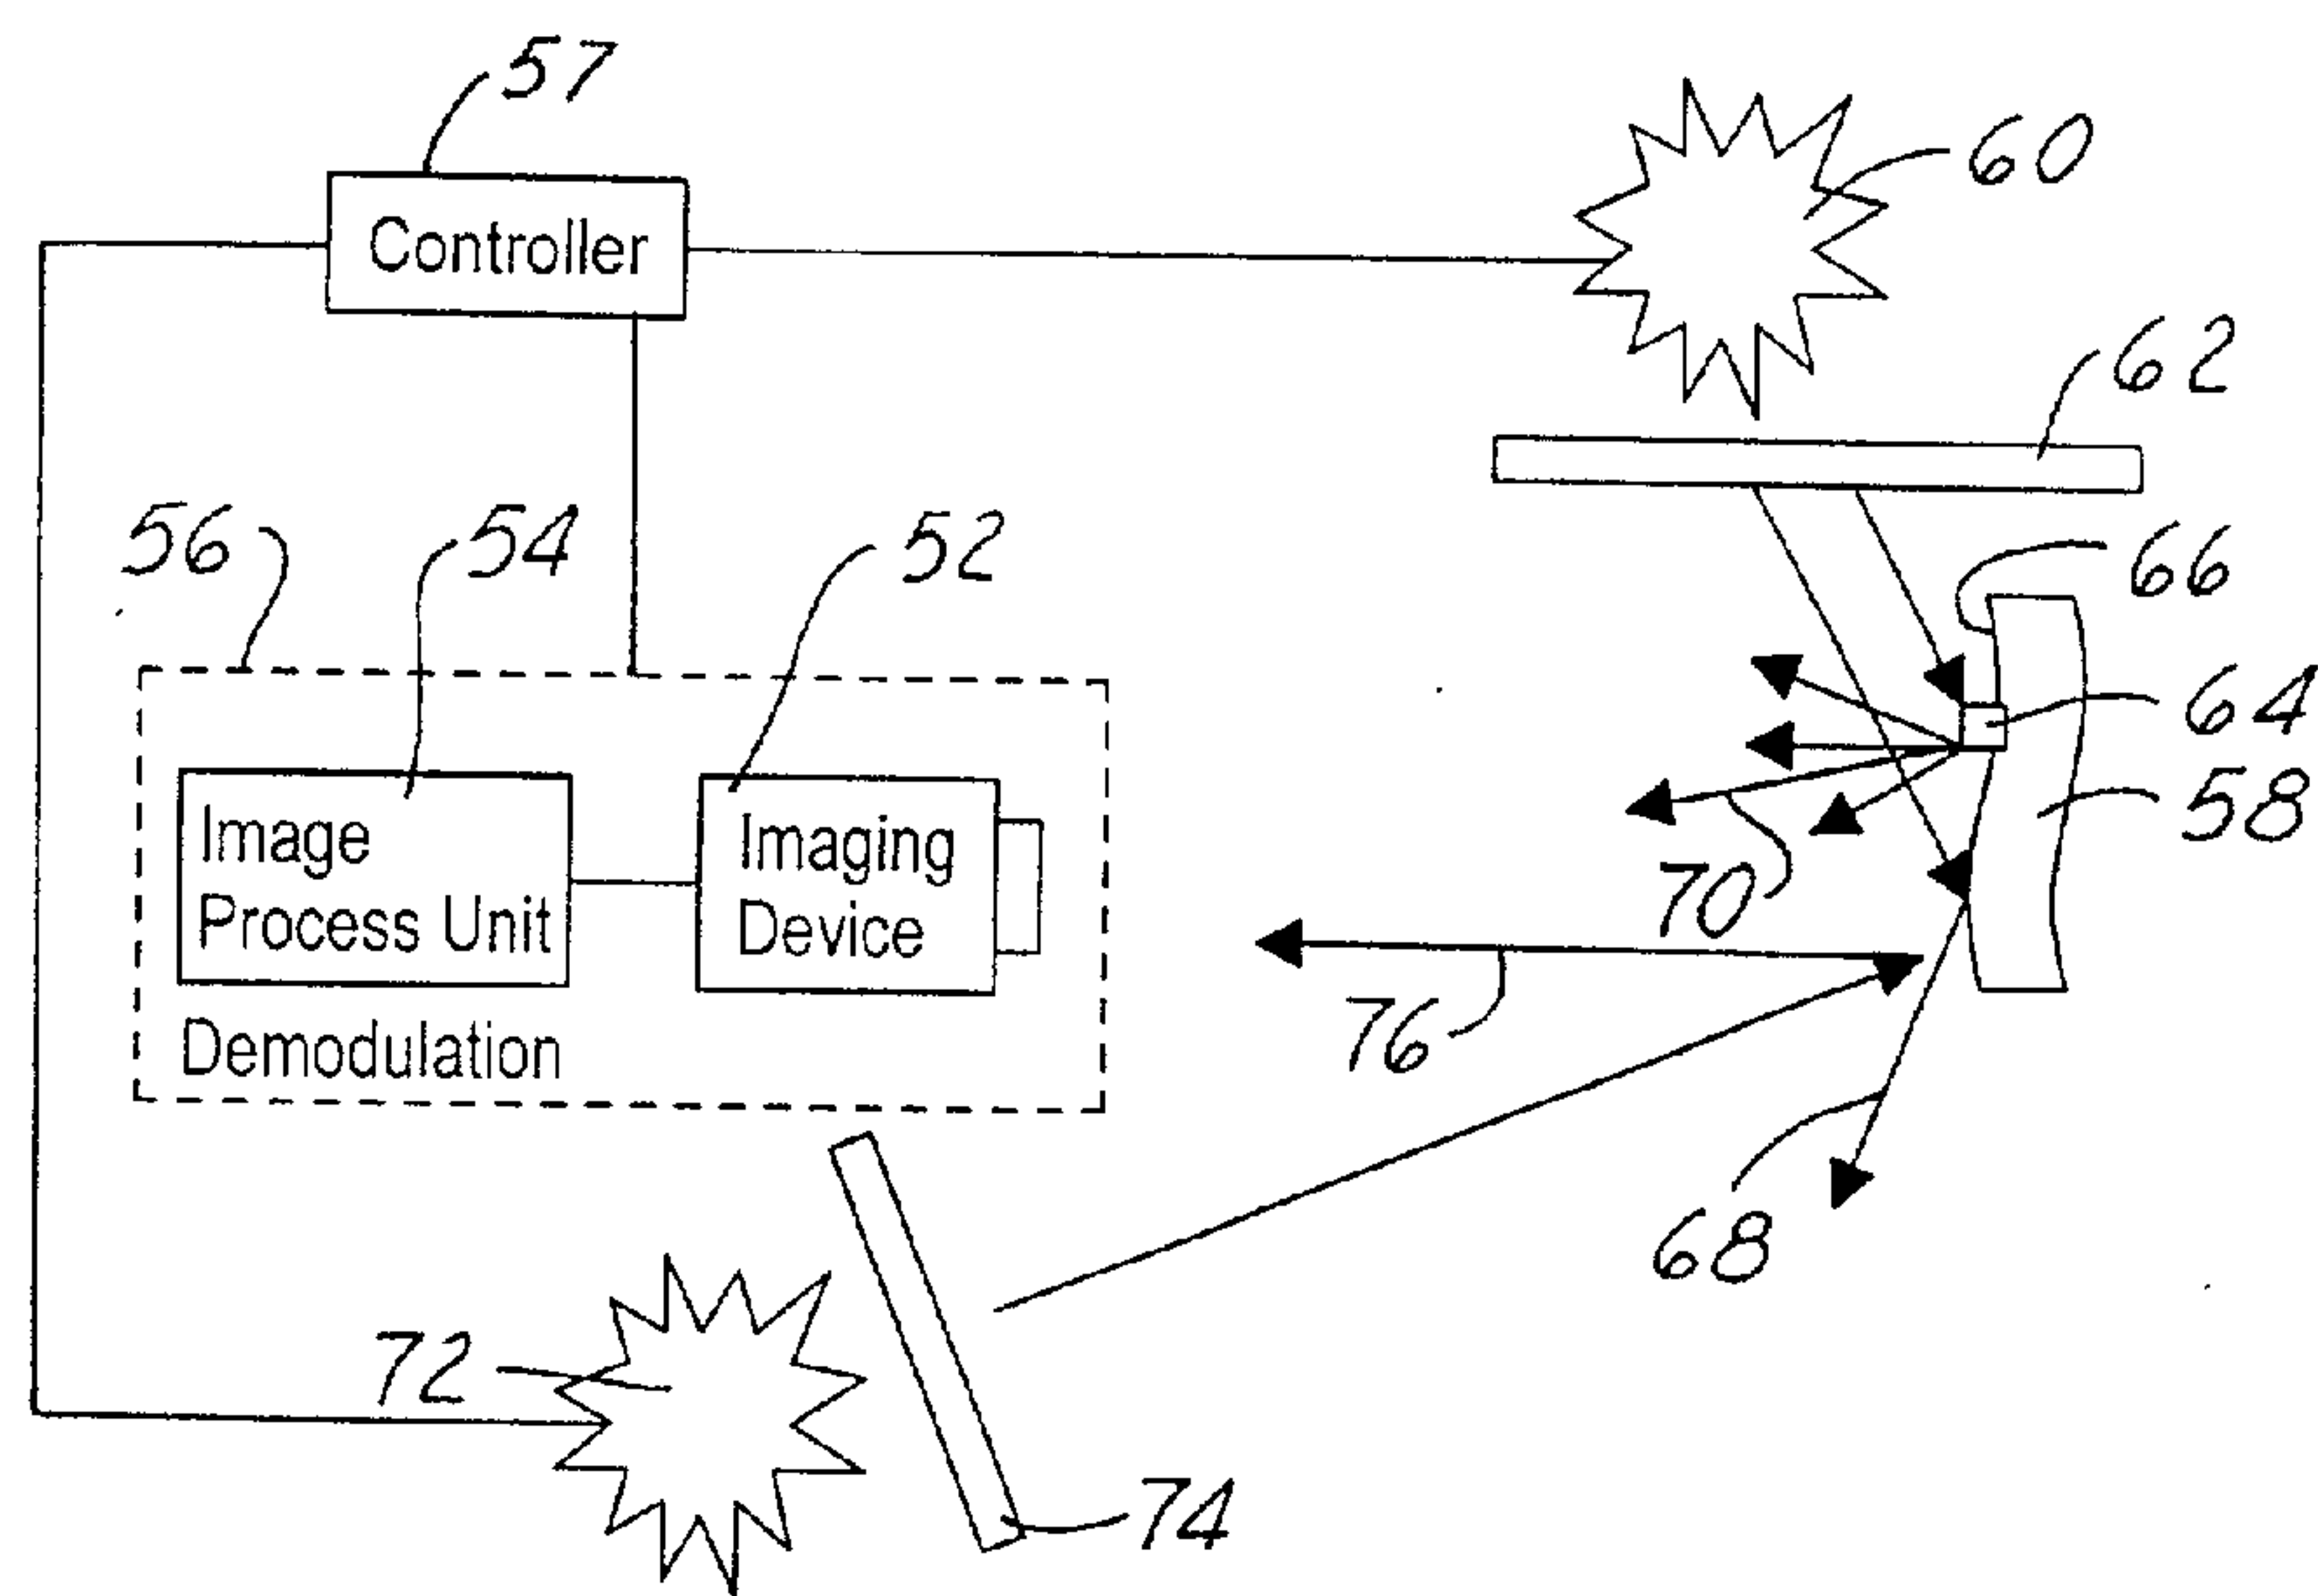 57
Controller
60
62
56
54
52
66
64
58
Image
Process Unit
Imaging
Device
70
76
Demodulation
68
72
74